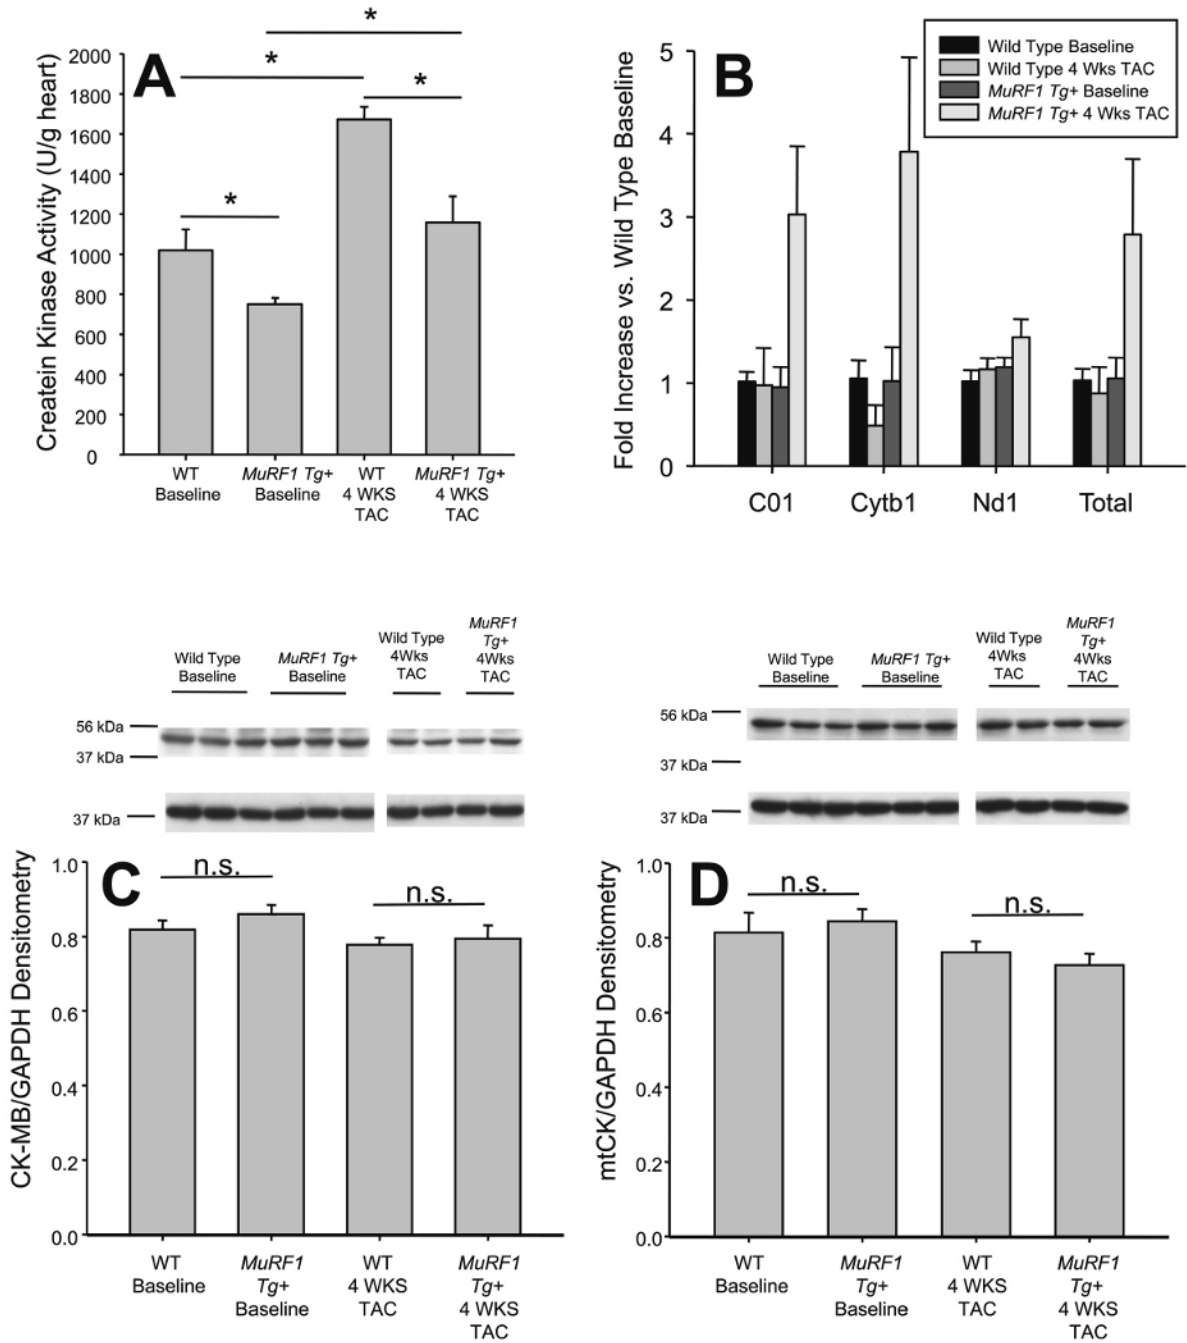 A
Createin Kinase Activity (U/g heart)
2000
1800
1600
1400
1200
1000
800
600
400
200
0
*
*
*
*
WT
Baseline
MuRF1 Tg+
Baseline
WT
4 WKS
TAC
MuRF1 Tg+
4 WKS
TAC
B
Fold Increase vs. Wild Type Baseline
5
4
3
2
1
0
Wild Type Baseline
Wild Type 4 Wks TAC
MuRF1 Tg+ Baseline
MuRF1 Tg+ 4 Wks TAC
C01
Cytb1
Nd1
Total
Wild Type
Baseline
MuRF1 Tg+
Baseline
Wild Type
4Wks
TAC
MuRF1
Tg+
4Wks
TAC
56 kDa
37 kDa
37 kDa
C
CK-MB/GAPDH Densitometry
1.0
0.8
0.6
0.4
0.2
0.0
n.s.
n.s.
WT
Baseline
MuRF1
Tg+
Baseline
WT
4 WKS
TAC
MuRF1
Tg+
4 WKS
TAC
Wild Type
Baseline
MuRF1 Tg+
Baseline
Wild Type
4Wks
TAC
MuRF1
Tg+
4Wks
TAC
56 kDa
37 kDa
37 kDa
D
mtCK/GAPDH Densitometry
1.0
0.8
0.6
0.4
0.2
0.0
n.s.
n.s.
WT
Baseline
MuRF1
Tg+
Baseline
WT
4 WKS
TAC
MuRF1
Tg+
4 WKS
TAC